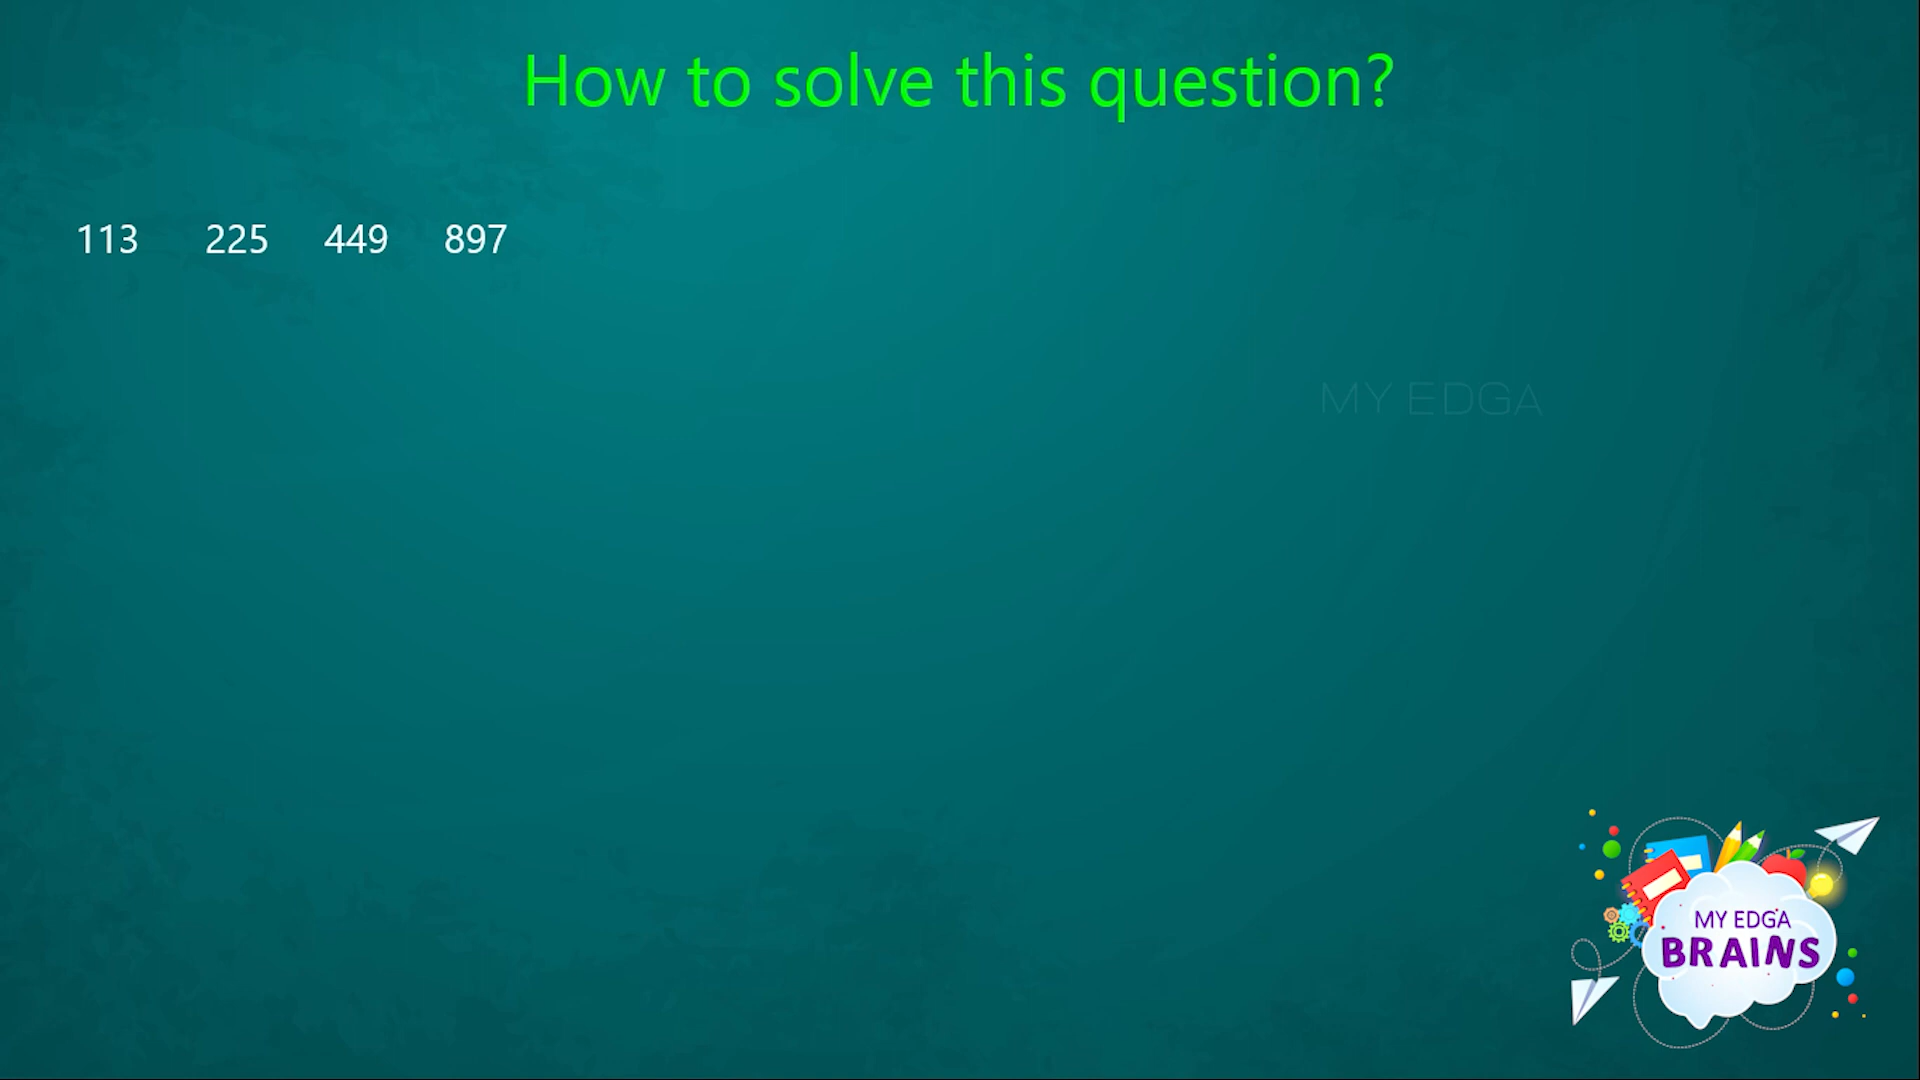 How to solve this question?
113 225 449 897
MY EDGA
MY EDGA
BRAINS